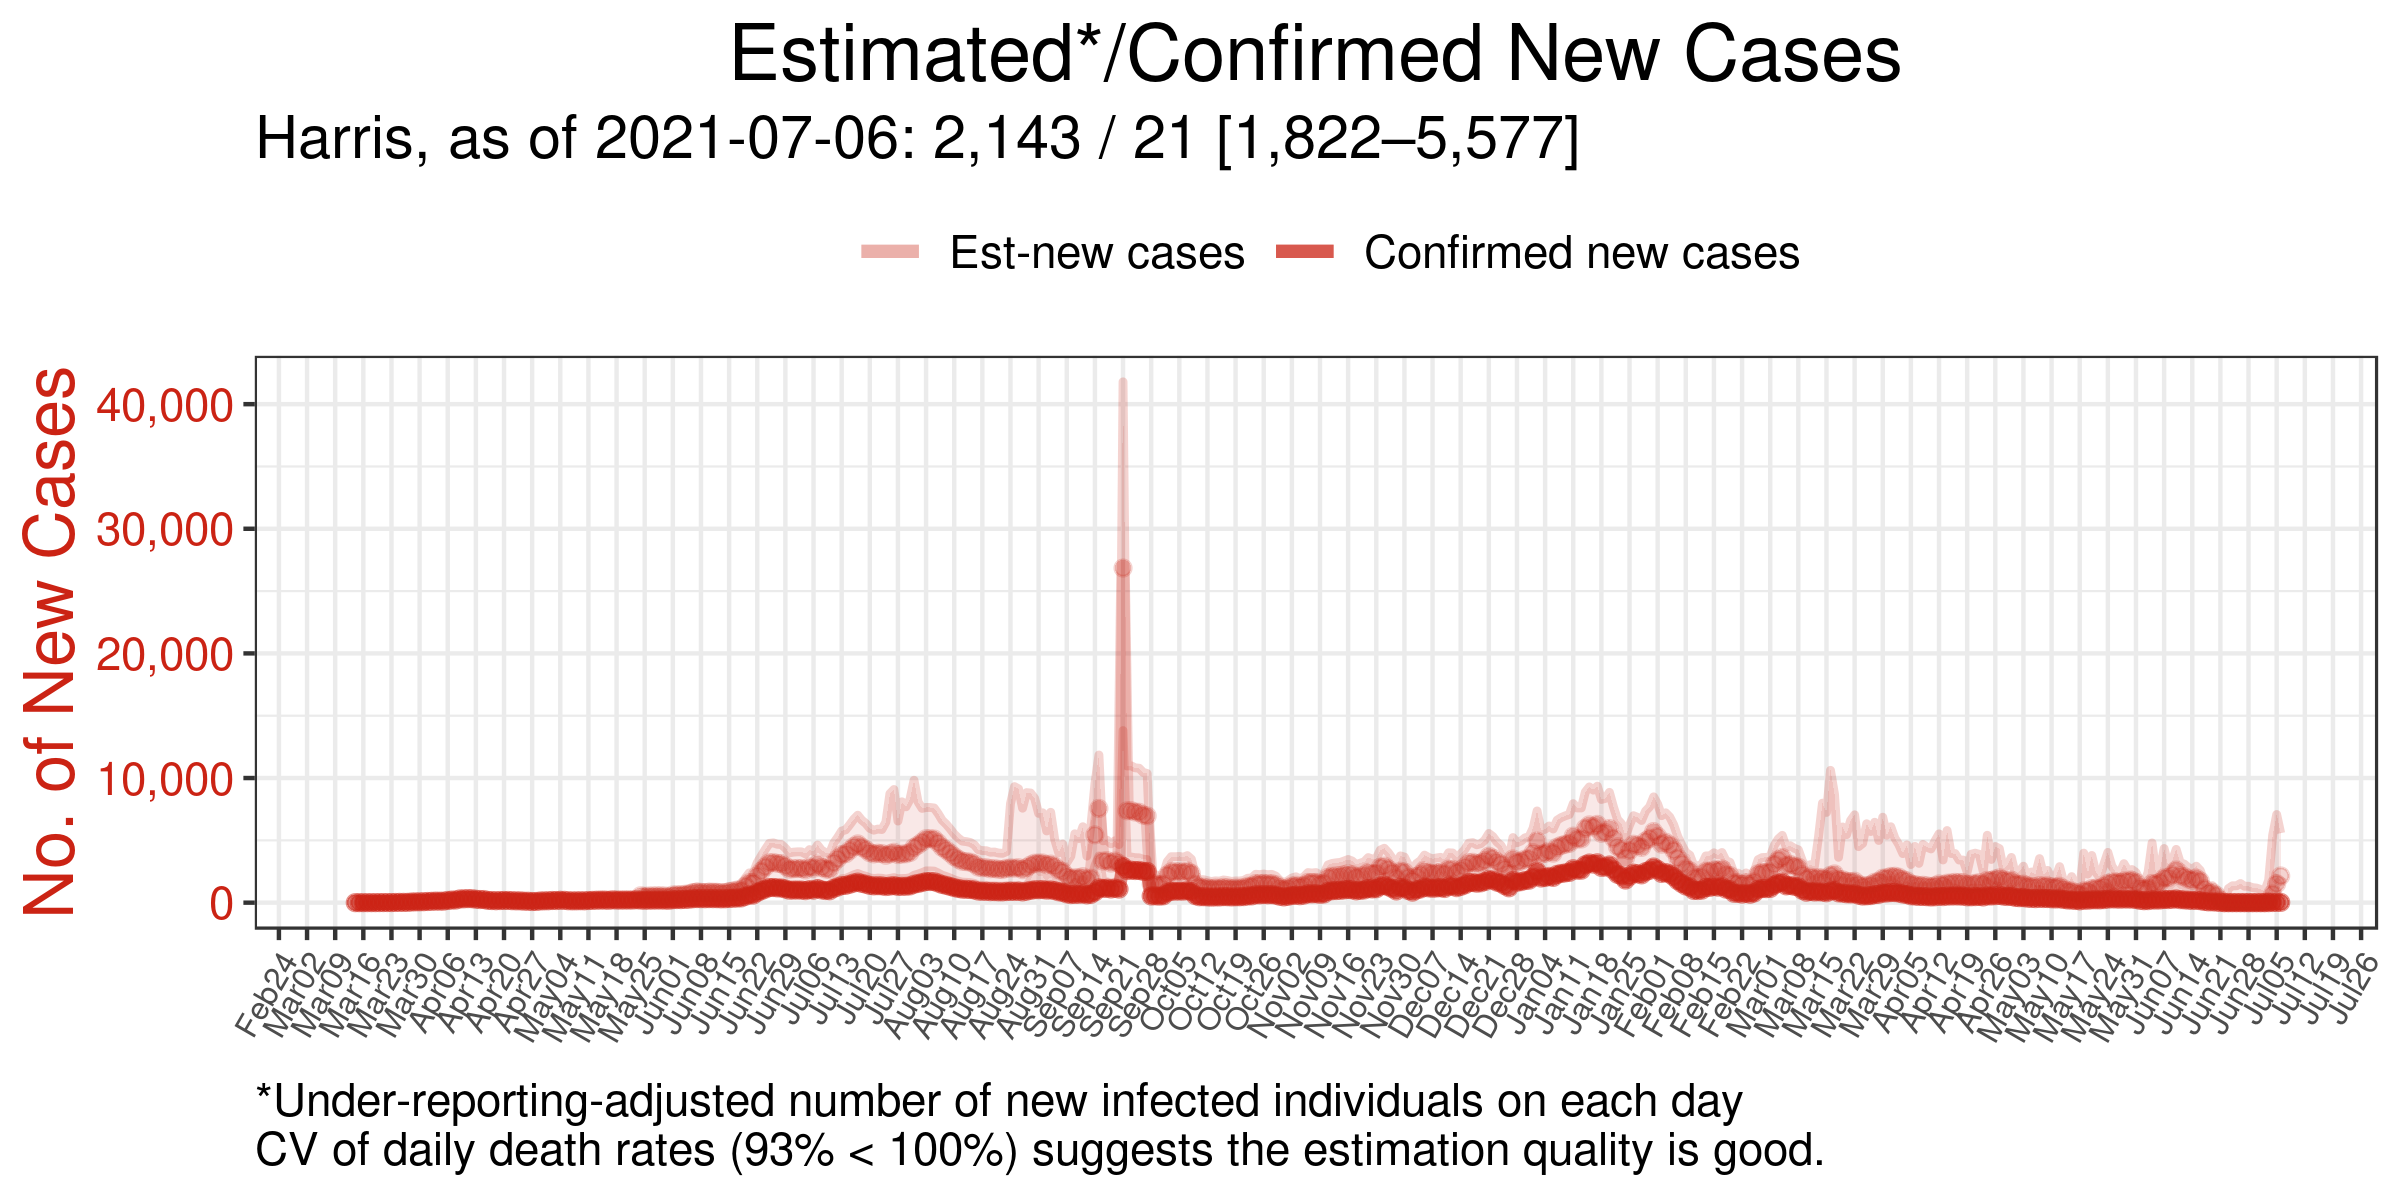 Estimated*/Confirmed New Cases
Harris, as of 2021-07-06: 2,143 / 21 [1,822–5,577]
Est-new cases
Confirmed new cases
No. of New Cases
40,000
30,000
20,000
10,000
0
Feb24
Mar02
Mar09
Mar16
Mar23
Mar30
Apr06
Apr13
Apr20
Apr27
May04
May11
May18
May25
Jun01
Jun08
Jun15
Jun22
Jun29
Jul06
Jul13
Jul20
Jul27
Aug03
Aug10
Aug17
Aug24
Aug31
Sep07
Sep14
Sep21
Sep28
Oct05
Oct12
Oct19
Oct26
Nov02
Nov09
Nov16
Nov23
Nov30
Dec07
Dec14
Dec21
Dec28
Jan04
Jan11
Jan18
Jan25
Feb01
Feb08
Feb15
Feb22
Mar01
Mar08
Mar15
Mar22
Mar29
Apr05
Apr12
Apr19
Apr26
May03
May10
May17
May24
May31
Jun07
Jun14
Jun21
Jun28
Jul05
Jul12
Jul19
Jul26
*Under-reporting-adjusted number of new infected individuals on each day
CV of daily death rates (93% < 100%) suggests the estimation quality is good.